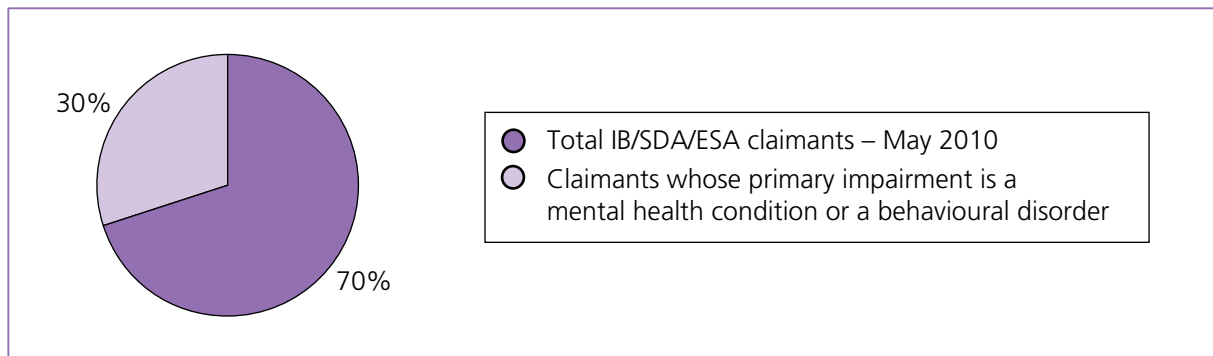 30%
70%
Total IB/SDA/ESA claimants – May 2010
Claimants whose primary impairment is a
mental health condition or a behavioural disorder